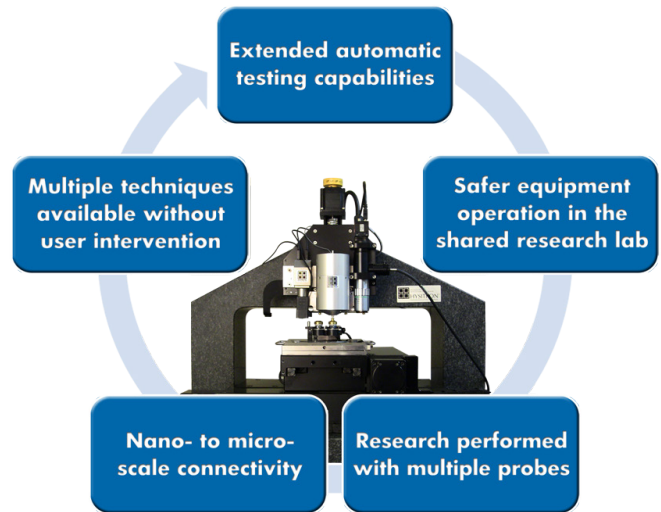 Extended automatic
testing capabilities
Safer equipment
operation in the
shared research lab
Research performed
with multiple probes
Nano- to micro-
scale connectivity
Multiple techniques
available without
user intervention
HYSITRON